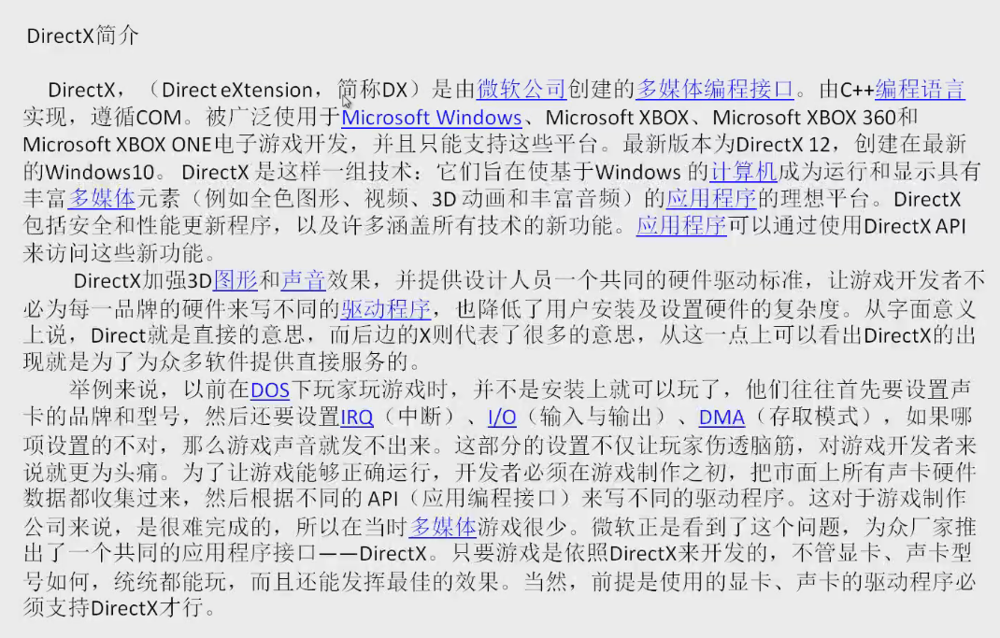 DirectX简介
DirectX，（Direct eXtension，简称DX）是由微软公司创建的多媒体编程接口。由C++编程语言
实现，遵循COM。被广泛使用于Microsoft Windows、Microsoft XBOX、Microsoft XBOX 360和
Microsoft XBOX ONE电子游戏开发，并且只能支持这些平台。最新版本为DirectX 12，创建在最新
的Windows10。 DirectX 是这样一组技术：它们旨在使基于Windows 的计算机成为运行和显示具有
丰富多媒体元素（例如全色图形、视频、3D 动画和丰富音频）的应用程序的理想平台。DirectX
包括安全和性能更新程序，以及许多涵盖所有技术的新功能。应用程序可以通过使用DirectX API
来访问这些新功能。
DirectX加强3D图形和声音效果，并提供设计人员一个共同的硬件驱动标准，让游戏开发者不
必为每一品牌的硬件来写不同的驱动程序，也降低了用户安装及设置硬件的复杂度。从字面意义
上说，Direct就是直接的意思，而后边的X则代表了很多的意思，从这一点上可以看出DirectX的出
现就是为了为众多软件提供直接服务的。
举例来说，以前在DOS下玩家玩游戏时，并不是安装上就可以玩了，他们往往首先要设置声
卡的品牌和型号，然后还要设置IRQ（中断）、I/O（输入与输出）、DMA（存取模式），如果哪
项设置的不对，那么游戏声音就发不出来。这部分的设置不仅让玩家伤透脑筋，对游戏开发者来
说就更为头痛。为了让游戏能够正确运行，开发者必须在游戏制作之初，把市面上所有声卡硬件
数据都收集过来，然后根据不同的 API（应用编程接口）来写不同的驱动程序。这对于游戏制作
公司来说，是很难完成的，所以在当时多媒体游戏很少。微软正是看到了这个问题，为众厂家推
出了一个共同的应用程序接口——DirectX。只要游戏是依照DirectX来开发的，不管显卡、声卡型
号如何，统统都能玩，而且还能发挥最佳的效果。当然，前提是使用的显卡、声卡的驱动程序必
须支持DirectX才行。